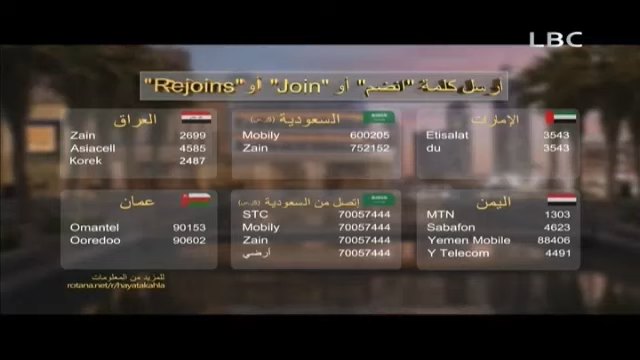 LBC
أرسل كلمة "انضم" أو "Join" أو "Rejoins"
الإمارات
Etisalat 3543
du 3543
السعودية (ق.س)
Mobily 600205
Zain 752152
العراق
Zain 2699
Asiacell 4585
Korek 2487
اليمن
MTN 1303
Sabafon 4623
Yemen Mobile 88406
Y Telecom 4491
إتصل من السعودية
STC 70057444
Mobily 70057444
Zain 70057444
أرضي 70057444
عمان
Omantel 90153
Ooredoo 90602
للمزيد من المعلومات
rotana.net/r/hayatakahla